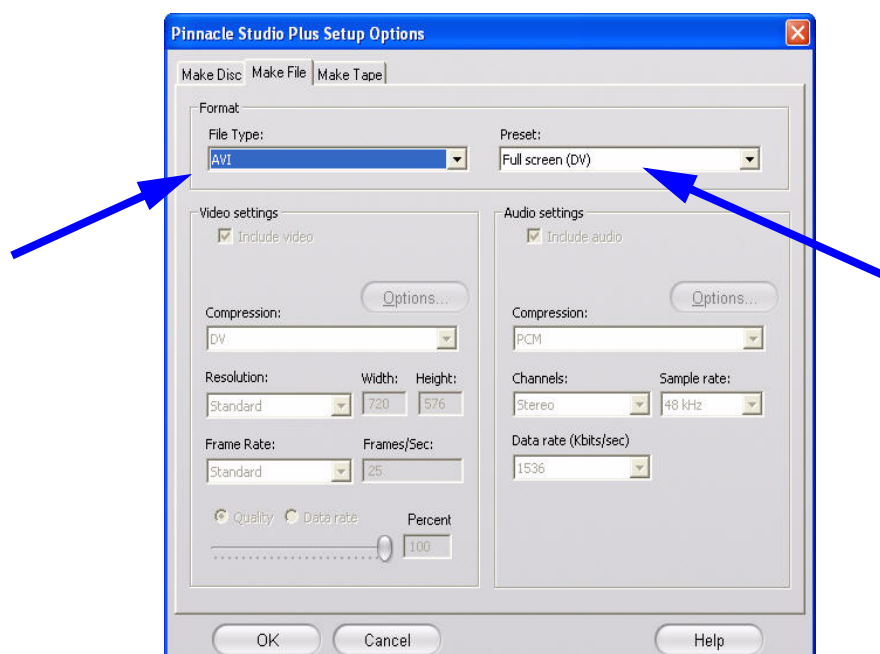 Pinnacle Studio Plus Setup Options
Make Disc Make File Make Tape
Format
File Type: Preset:
AVI Full screen (DV)
Video settings Audio settings
Include video Include audio
Options... Options...
Compression: Compression:
DV PCM
Resolution: Width: Height: Channels: Sample rate:
Standard 720 576 Stereo 48 kHz
Frame Rate: Frames/Sec: Data rate (Kbits/sec)
Standard 25 1536
Quality Data rate Percent
100
OK Cancel Help